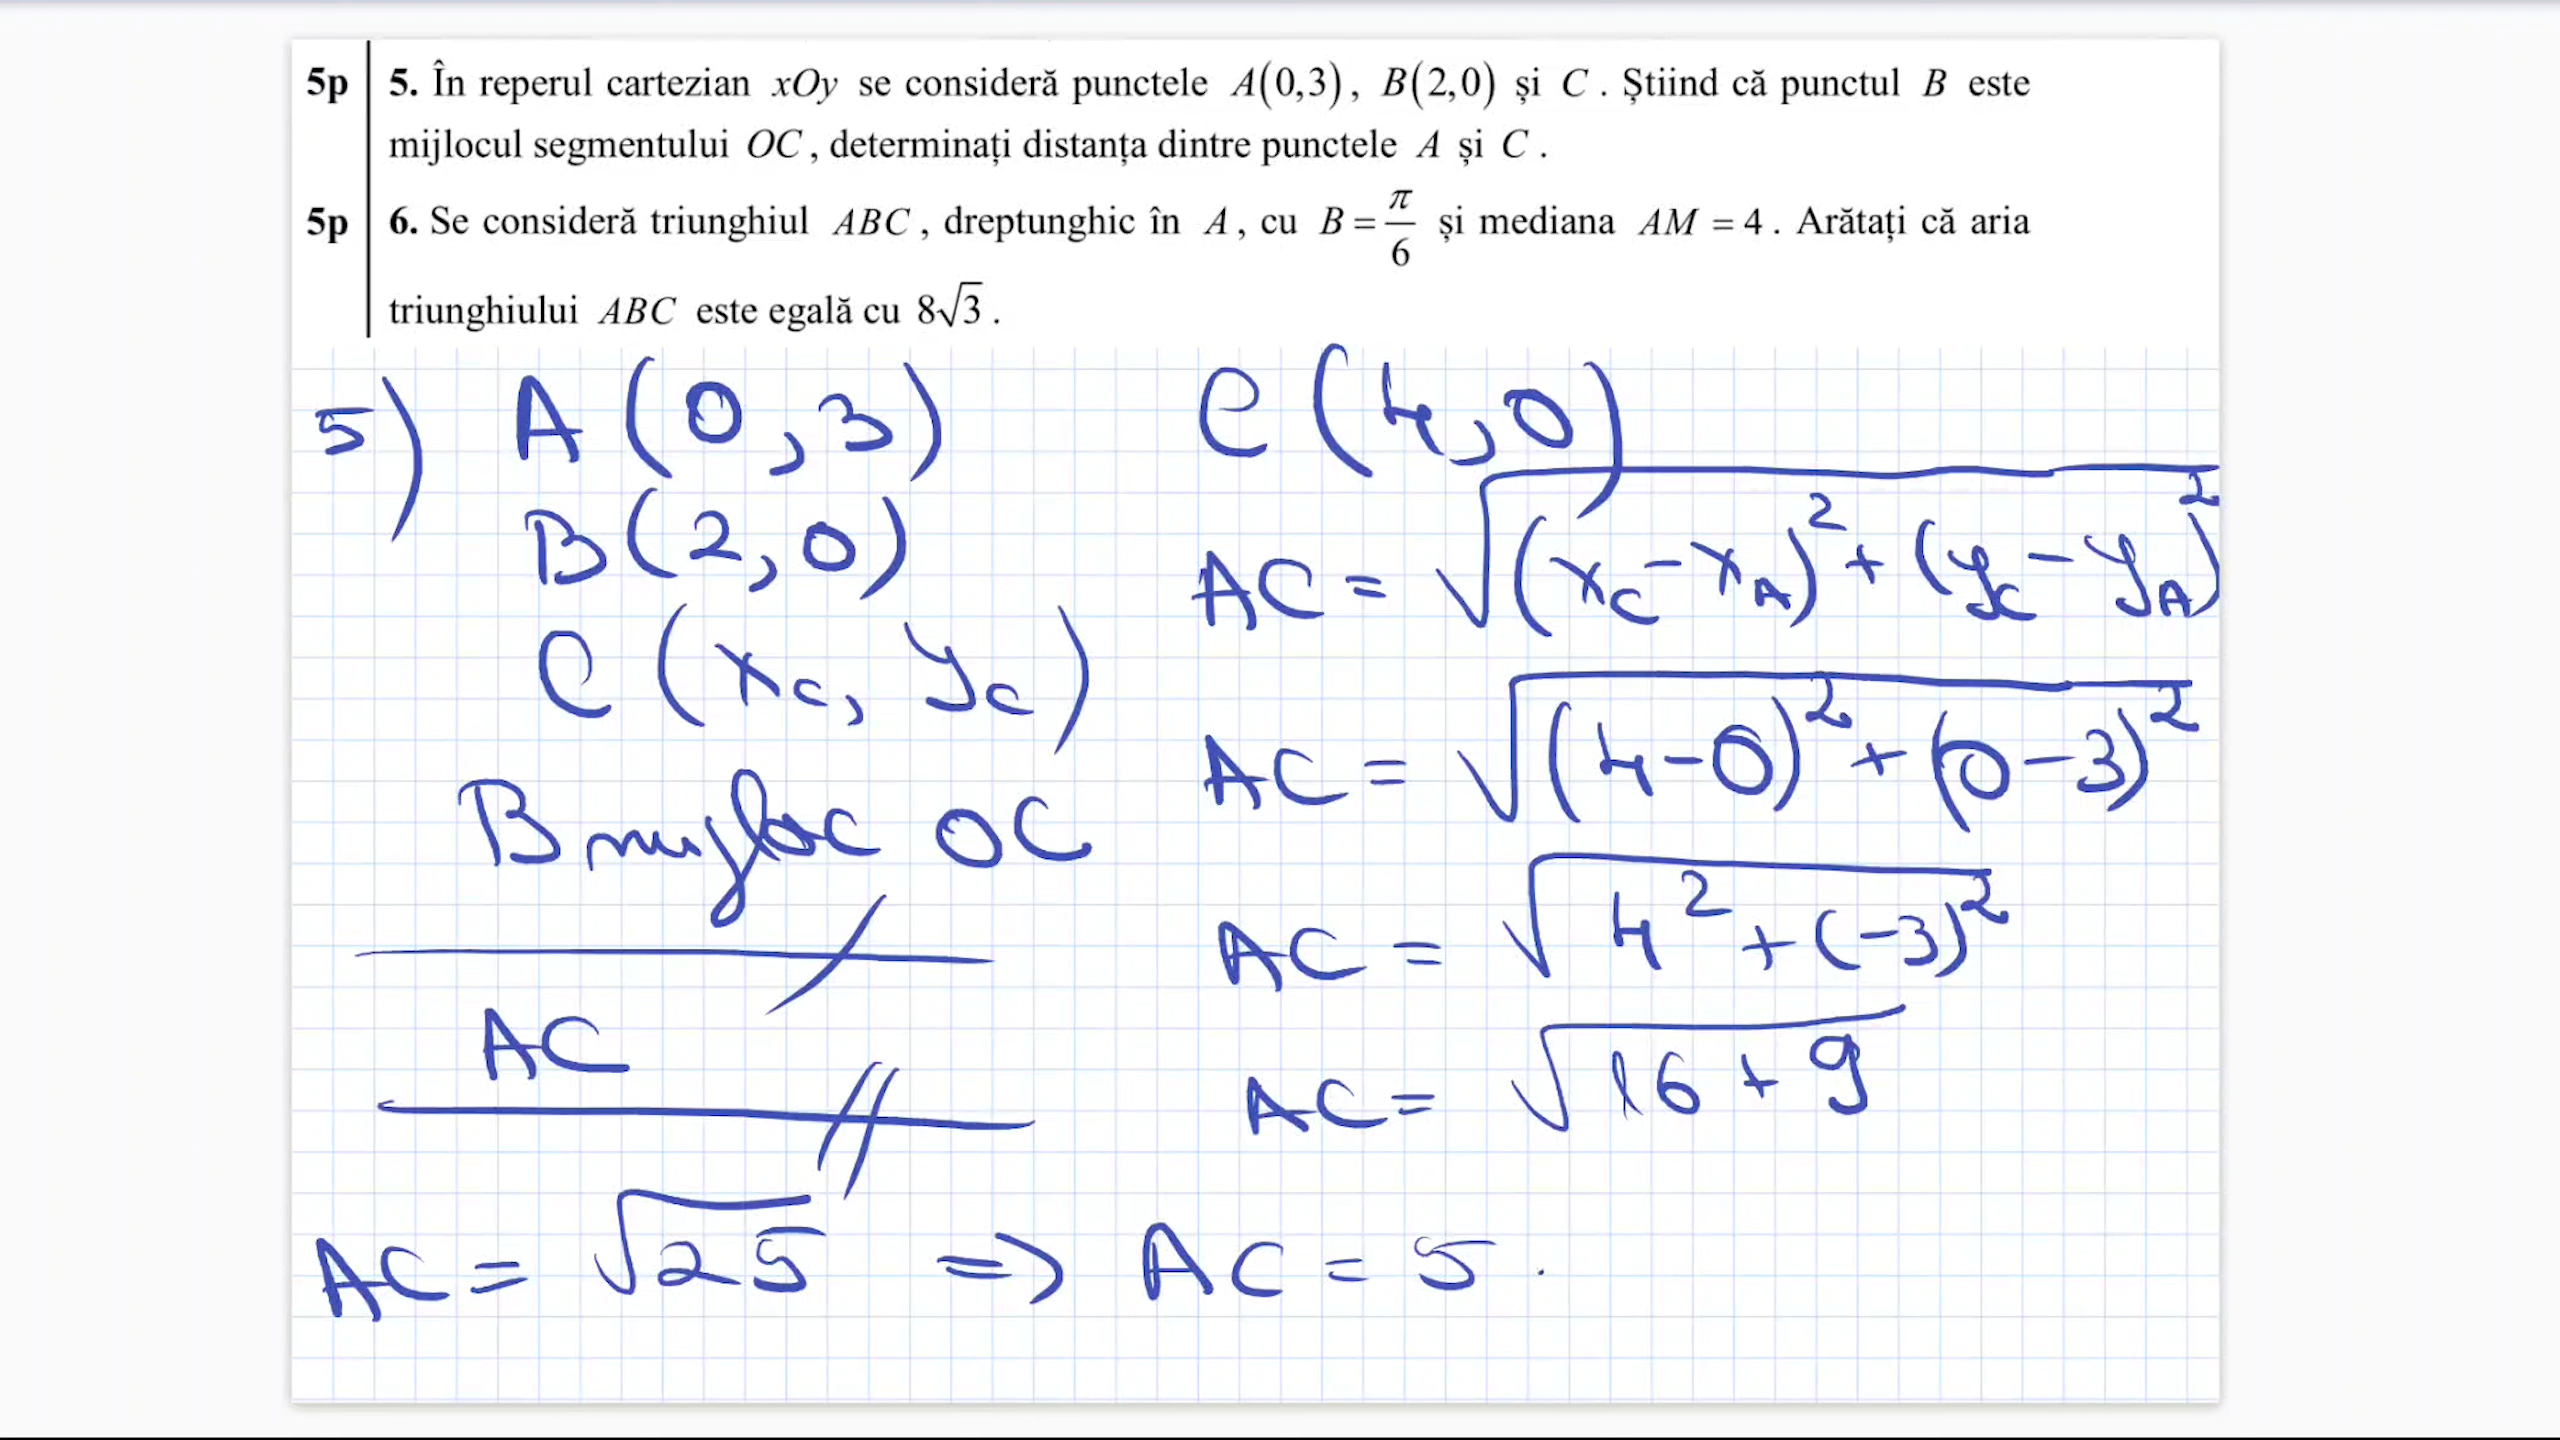 5p 5. În reperul cartezian xOy se consideră punctele A(0,3), B(2,0) și C. Știind că punctul B este
mijlocul segmentului OC, determinați distanța dintre punctele A și C.
5p 6. Se consideră triunghiul ABC, dreptunghic în A, cu B = π/6 și mediana AM = 4. Arătați că aria
triunghiului ABC este egală cu 8√3.
5) A(0,3)
B(2,0)
C(x_C, y_C)
B mijloc OC
AC
C(4,0)
AC = √((x_C - x_A)² + (y_C - y_A)²)
AC = √((4-0)² + (0-3)²)
AC = √(4² + (-3)²)
AC = √(16 + 9)
AC = √25 => AC = 5.